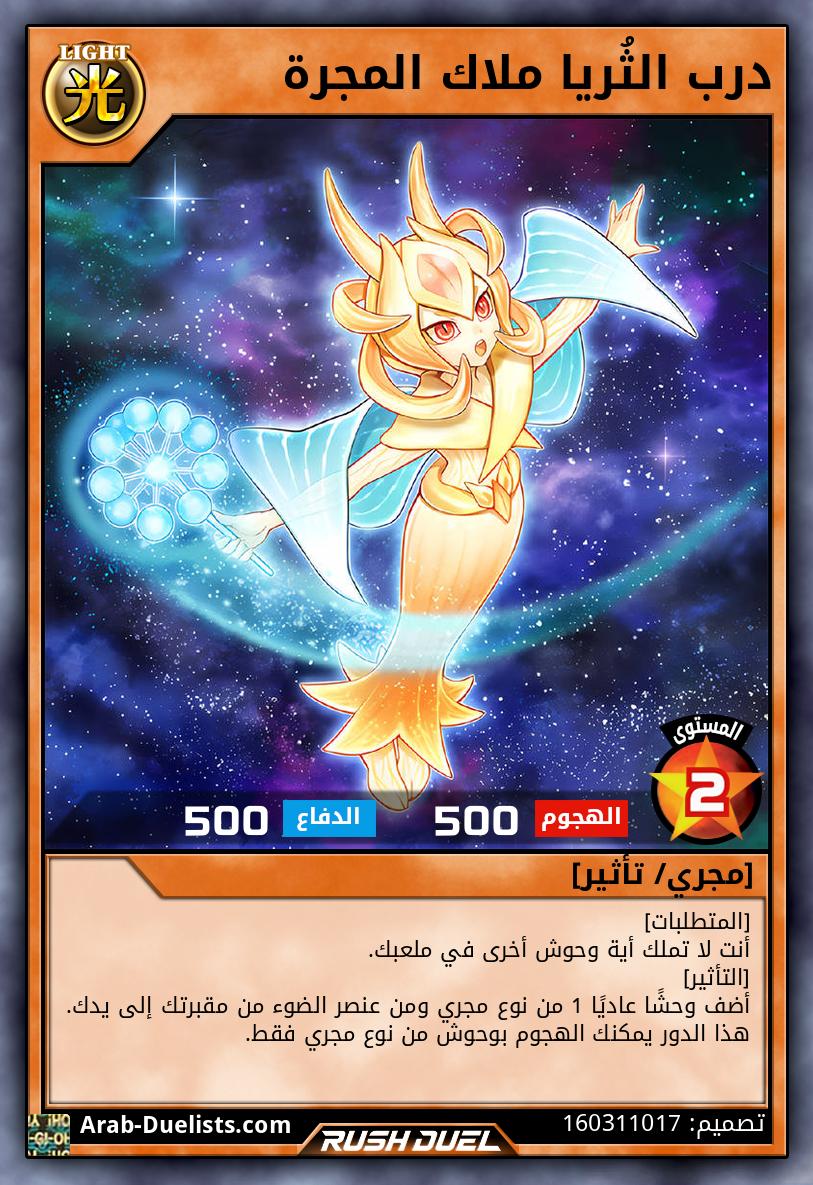 درب الثُريا ملاك المجرة
LIGHT
光
المستوى
2
الهجوم 500 الدفاع 500
[مجري/ تأثير]
[المتطلبات]
أنت لا تملك أية وحوش أخرى في ملعبك.
[التأثير]
أضف وحشًا عاديًا 1 من نوع مجري ومن عنصر الضوء من مقبرتك إلى يدك.
هذا الدور يمكنك الهجوم بوحوش من نوع مجري فقط.
تصميم: 160311017
RUSH DUEL
Arab-Duelists.com